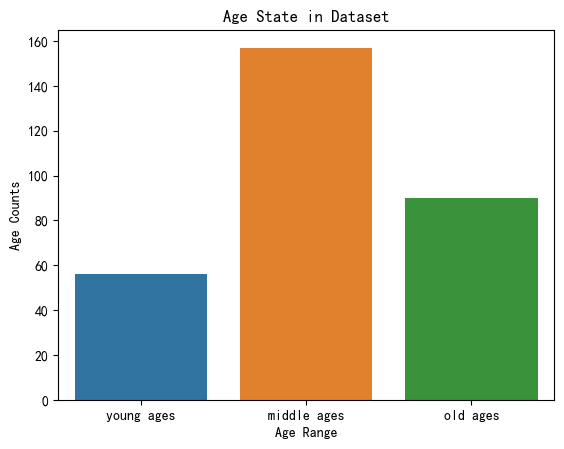 Age State in Dataset
160
140
120
100
80
60
40
20
0
Age Counts
young ages
middle ages
old ages
Age Range